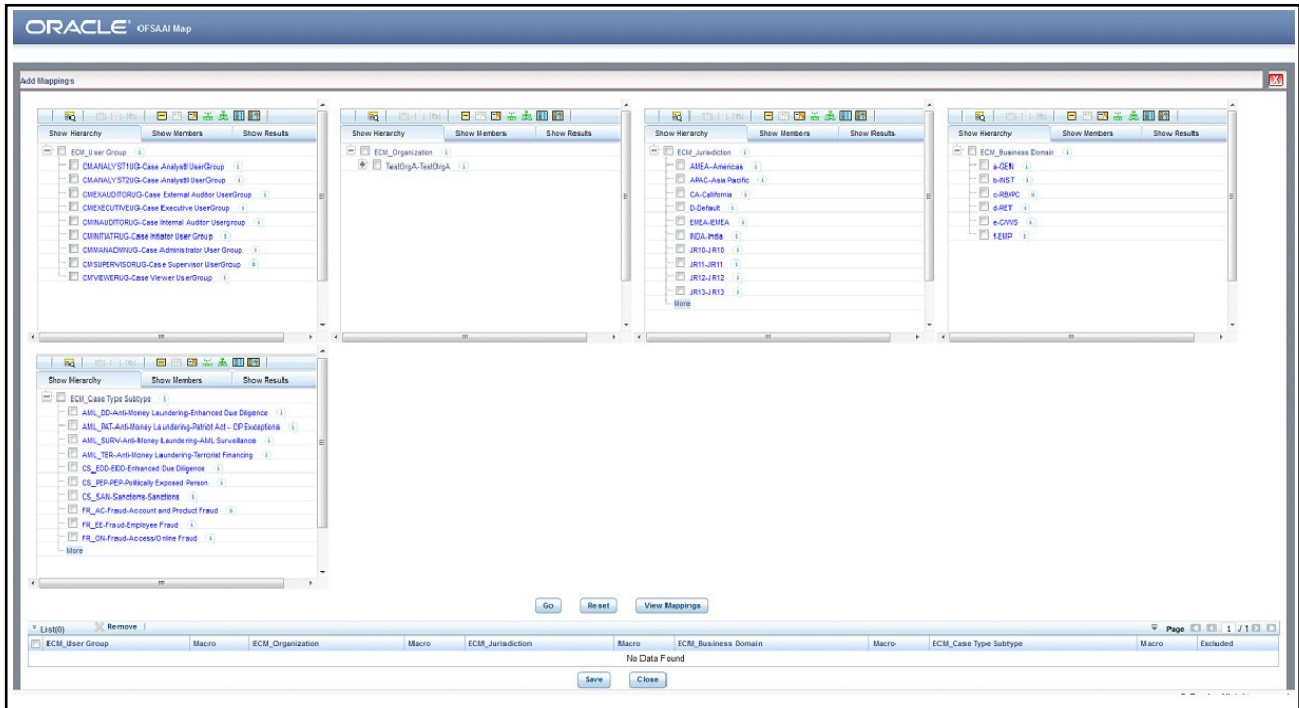 ORACLE® OFSAAI Map
Add Mappings
Show Hierarchy Show Members Show Results
ECM_User Group
CMANALYST1UG-Case AnalystI UserGroup
CMANALYST2UG-Case AnalystII UserGroup
CMEXAUDITORUG-Case External Auditor UserGroup
CMEXECUTIVEUG-Case Executive UserGroup
CMINAUDITORUG-Case Internal Auditor Usergroup
CMINITIATRUG-Case Initiator User Group
CMMANADMNUG-Case Administrator User Group
CMSUPERVISORUG-Case Supervisor UserGroup
CMVIEWERUG-Case Viewer UserGroup
Show Hierarchy Show Members Show Results
ECM_Organization
TestOrgA-TestOrgA
Show Hierarchy Show Members Show Results
ECM_Jurisdiction
AMEA-Americas
APAC-Asia Pacific
CA-California
D-Default
EMEA-EMEA
INDA-India
JR10-JR10
JR11-JR11
JR12-JR12
JR13-JR13
More
Show Hierarchy Show Members Show Results
ECM_Business Domain
a-GEN
b-INST
c-RB/PC
d-RET
e-C/WS
f-EMP
Show Hierarchy Show Members Show Results
ECM_Case Type Subtype
AML_DD-Anti-Money Laundering-Enhanced Due Diligence
AML_PAT-Anti-Money Laundering-Patriot Act – CIP Exceptions
AML_SURV-Anti-Money Laundering-AML Surveillance
AML_TER-Anti-Money Laundering-Terrorist Financing
CS_EDD-EDD-Enhanced Due Diligence
CS_PEP-PEP-Politically Exposed Person
CS_SAN-Sanctions-Sanctions
FR_AC-Fraud-Account and Product Fraud
FR_EE-Fraud-Employee Fraud
FR_ON-Fraud-Access/Online Fraud
More
Go Reset View Mappings
List(0) Remove Page 1 / 1
ECM_User Group Macro ECM_Organization Macro ECM_Jurisdiction Macro ECM_Business Domain Macro ECM_Case Type Subtype Macro Excluded
No Data Found
Save Close